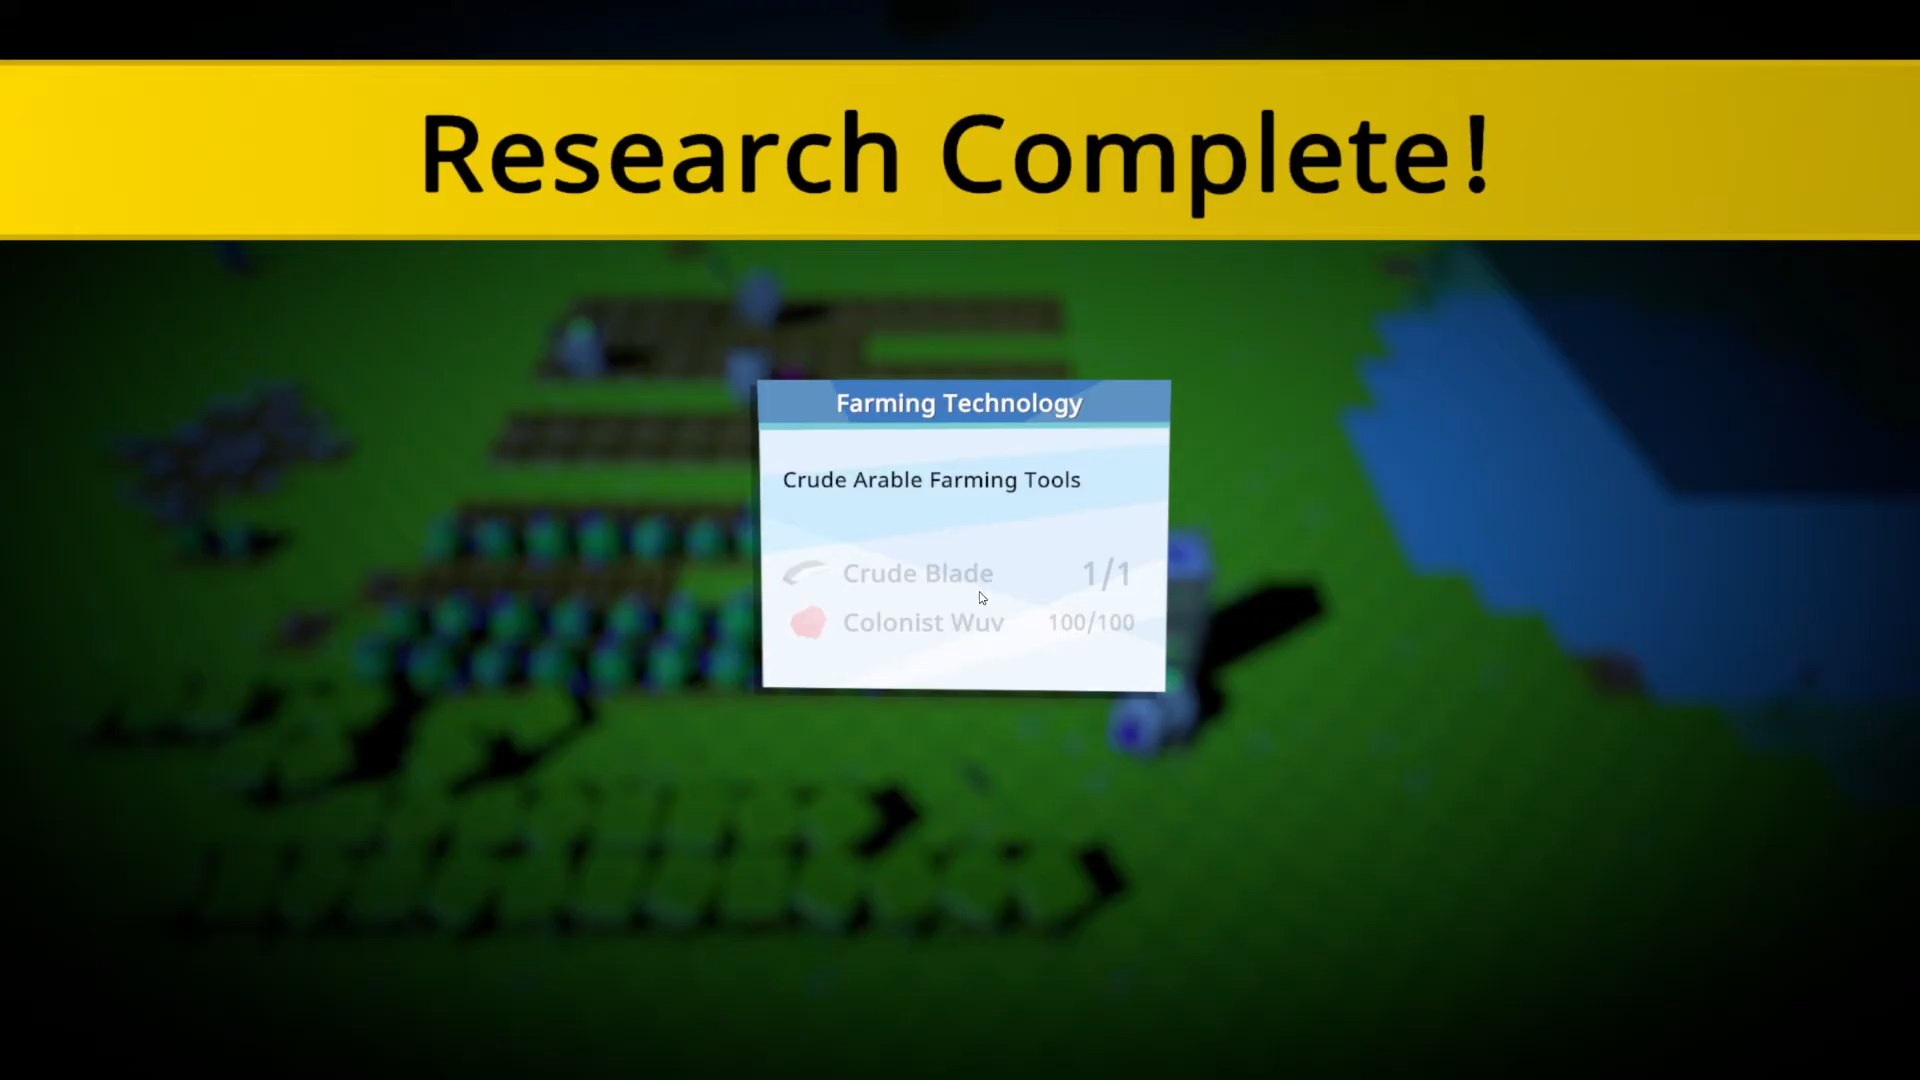 Research Complete!
Farming Technology
Crude Arable Farming Tools
Crude Blade 1/1
Colonist Wuv 100/100